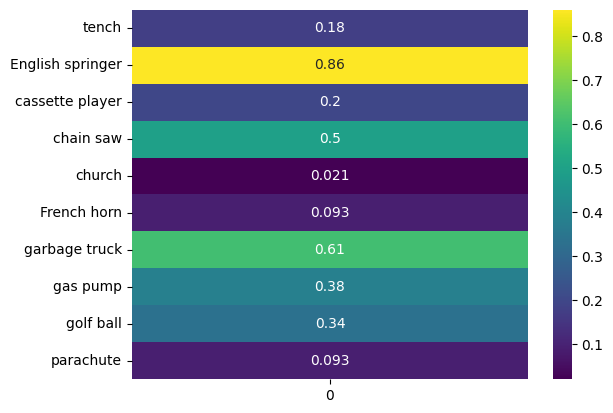 tench 0.18
English springer 0.86
cassette player 0.2
chain saw 0.5
church 0.021
French horn 0.093
garbage truck 0.61
gas pump 0.38
golf ball 0.34
parachute 0.093
0
0.8
0.7
0.6
0.5
0.4
0.3
0.2
0.1